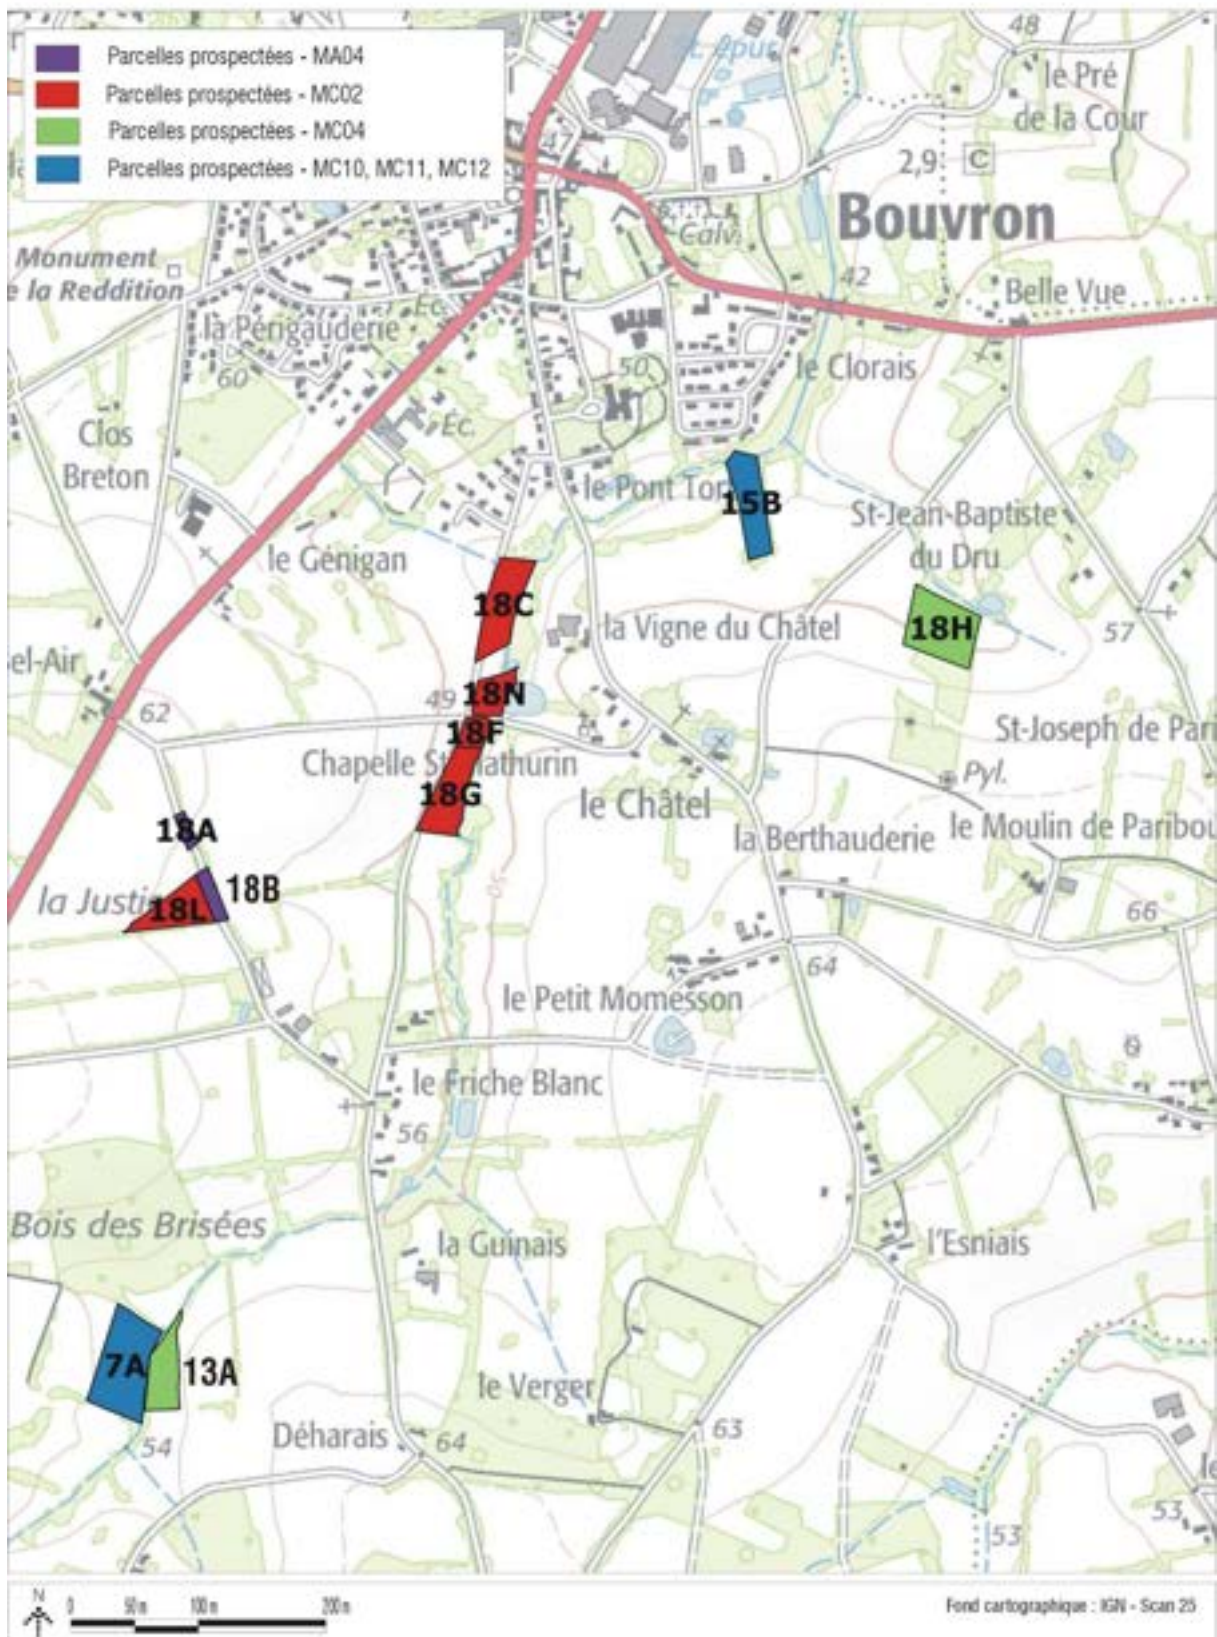 Parcelles prospectées - MA04
Parcelles prospectées - MC02
Parcelles prospectées - MC04
Parcelles prospectées - MC10, MC11, MC12
48
le Pré
de la Cour
47
2,9
C
Bouvron
Calv.
Monument
la Reddition
42
Belle Vue
Ec.
la Périgauderie
60
50
le Clorais
Éc.
Clos
Breton
le Pont
15B
St-Jean-Baptiste
du Dru
le Génigan
18C
la Vigne du Châtel
18H
57
el-Air
49
18N
62
18F
St-Joseph de Pari
Chapelle St Mathurin
Pyl.
18G
le Châtel
18A
la Berthauderie
le Moulin de Paribou
18B
la Justi
18L
66
64
le Petit Momesson
le Friche Blanc
56
Bois des Brisées
la Guinais
l'Esniais
7A
13A
le Verger
63
Déharais
64
54
53
53
N
0
50 m
100 m
200 m
Fond cartographique : IGN - Scan 25